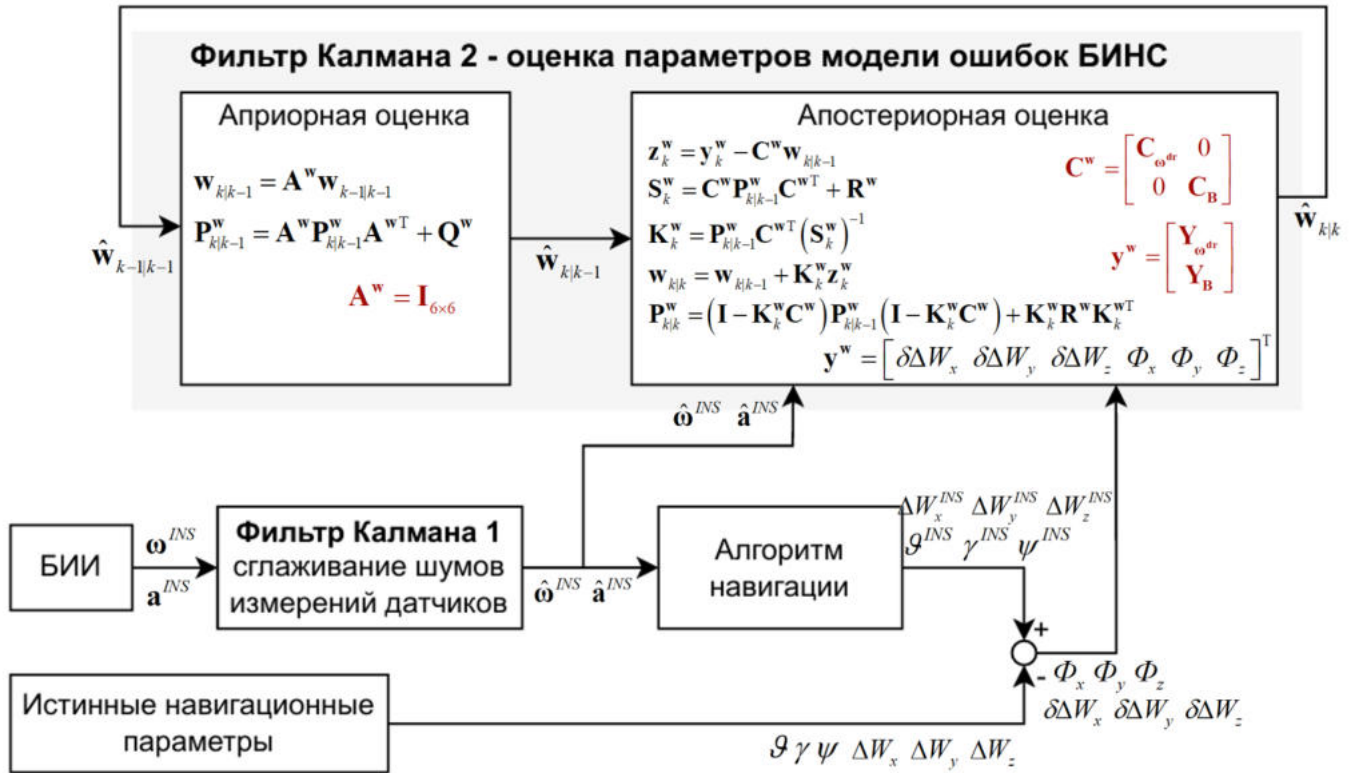 Фильтр Калмана 2 - оценка параметров модели ошибок БИНС
Априорная оценка
w_{k|k-1} = A^w w_{k-1|k-1}
P^w_{k|k-1} = A^w P^w_{k|k-1} A^{wT} + Q^w
A^w = I_{6×6}
ŵ_{k-1|k-1}
ŵ_{k|k-1}
Апостериорная оценка
z^w_k = y^w_k − C^w w_{k|k-1}
S^w_k = C^w P^w_{k|k-1} C^{wT} + R^w
K^w_k = P^w_{k|k-1} C^{wT} (S^w_k)^{-1}
w_{k|k} = w_{k|k-1} + K^w_k z^w_k
P^w_{k|k} = (I − K^w_k C^w) P^w_{k|k-1} (I − K^w_k C^w) + K^w_k R^w K^{wT}_k
y^w = [δΔW_x δΔW_y δΔW_z Φ_x Φ_y Φ_z]^T
C^w = [C_{ω^{dr}} 0
0 C_B]
y^w = [Y_{ω^{dr}}
Y_B]
ŵ_{k|k}
ω̂^{INS} â^{INS}
БИИ
ω^{INS}
a^{INS}
Фильтр Калмана 1
сглаживание шумов
измерений датчиков
ω̂^{INS} â^{INS}
Алгоритм
навигации
ΔW_x^{INS} ΔW_y^{INS} ΔW_z^{INS}
ϑ^{INS} γ^{INS} ψ^{INS}
+
-
Φ_x Φ_y Φ_z
δΔW_x δΔW_y δΔW_z
Истинные навигационные
параметры
ϑ γ ψ ΔW_x ΔW_y ΔW_z